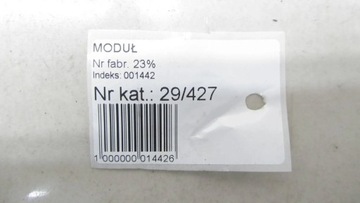 MODUŁ
Nr fabr. 23%
Indeks: 001442
Nr kat.: 29/427
1 000000 014426